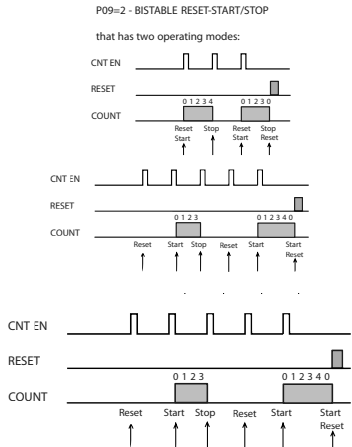 P09=2 - BISTABLE RESET-START/STOP
that has two operating modes:
CNT EN
RESET
0 1 2 3 4 0 1 2 3 0
COUNT
Reset Stop Reset Stop
Start Start Reset
CNT EN
RESET
0 1 2 3 0 1 2 3 4 0
COUNT
Reset Start Stop Reset Start Start
Reset
CNT EN
RESET
0 1 2 3 0 1 2 3 4 0
COUNT
Reset Start Stop Reset Start Start
Reset